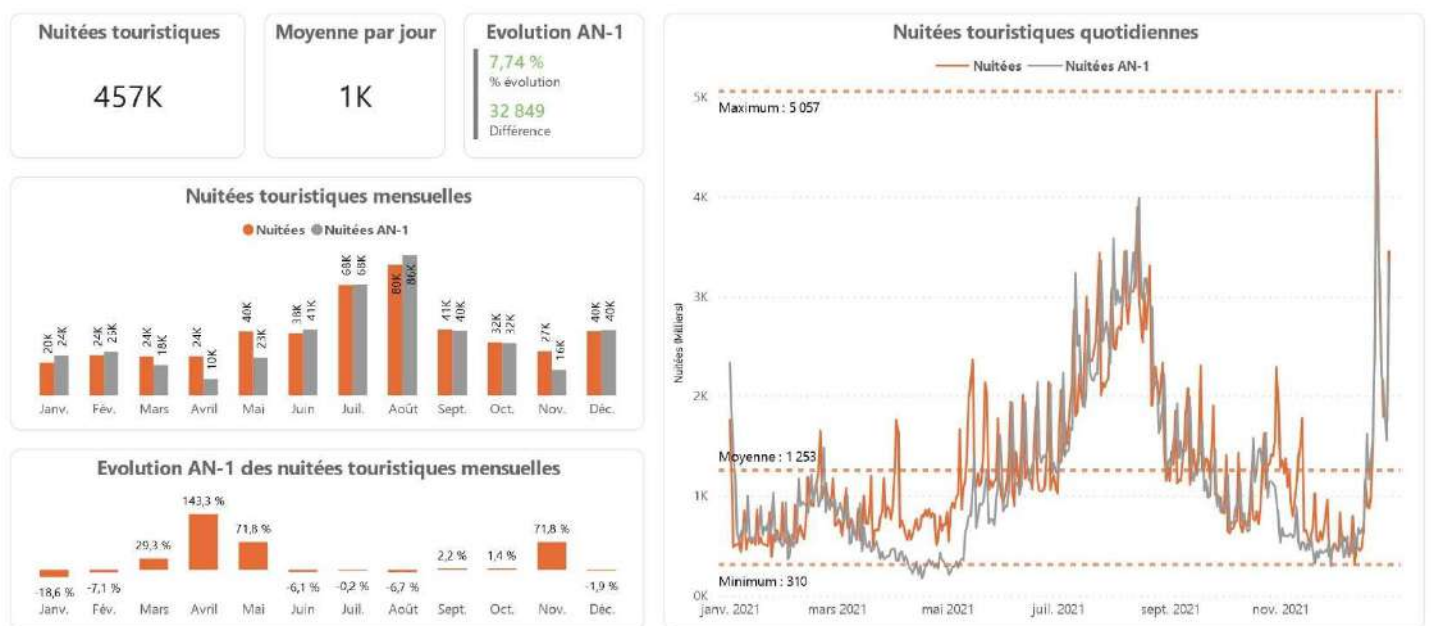 Nuitées touristiques
457K
Moyenne par jour
1K
Evolution AN-1
7,74 %
% évolution
32 849
Différence
Nuitées touristiques mensuelles
Nuitées Nuitées AN-1
20K 24K 24K 26K 24K 18K 24K 10K 40K 23K 38K 41K 68K 68K 80K 86K 41K 40K 32K 32K 27K 16K 40K 40K
Janv. Fév. Mars Avril Mai Juin Juil. Août Sept. Oct. Nov. Déc.
Evolution AN-1 des nuitées touristiques mensuelles
-18,6 % -7,1 % 29,3 % 143,3 % 71,8 % -6,1 % -0,2 % -6,7 % 2,2 % 1,4 % 71,8 % -1,9 %
Janv. Fév. Mars Avril Mai Juin Juil. Août Sept. Oct. Nov. Déc.
Nuitées touristiques quotidiennes
Nuitées Nuitées AN-1
Nuitées (Milliers)
5K
Maximum : 5 057
4K
3K
2K
Moyenne : 1 253
1K
Minimum : 310
0K
janv. 2021 mars 2021 mai 2021 juil. 2021 sept. 2021 nov. 2021